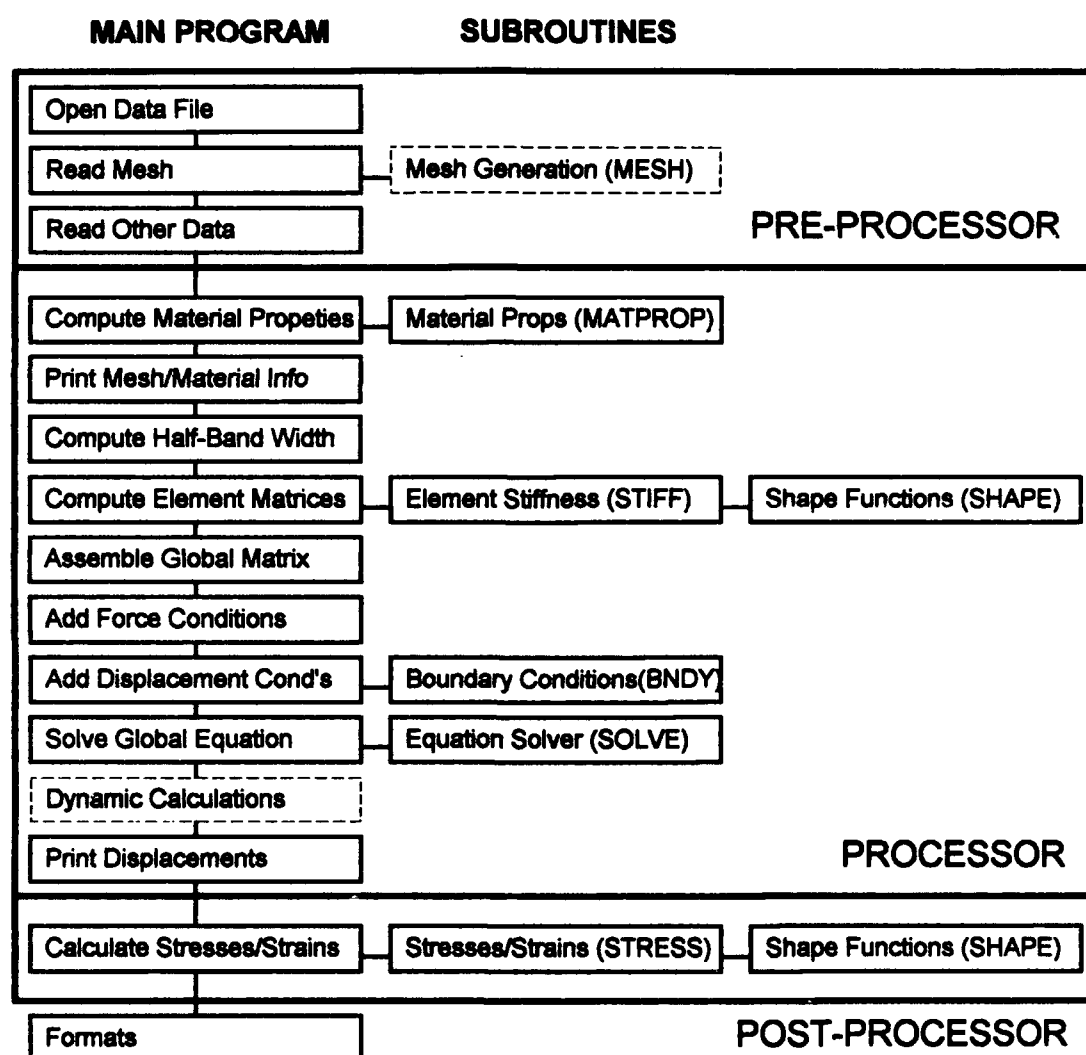 MAIN PROGRAM SUBROUTINES
Open Data File
Read Mesh Mesh Generation (MESH)
Read Other Data PRE-PROCESSOR
Compute Material Propeties Material Props (MATPROP)
Print Mesh/Material Info
Compute Half-Band Width
Compute Element Matrices Element Stiffness (STIFF) Shape Functions (SHAPE)
Assemble Global Matrix
Add Force Conditions
Add Displacement Cond's Boundary Conditions(BNDY)
Solve Global Equation Equation Solver (SOLVE)
Dynamic Calculations
Print Displacements PROCESSOR
Calculate Stresses/Strains Stresses/Strains (STRESS) Shape Functions (SHAPE)
Formats POST-PROCESSOR